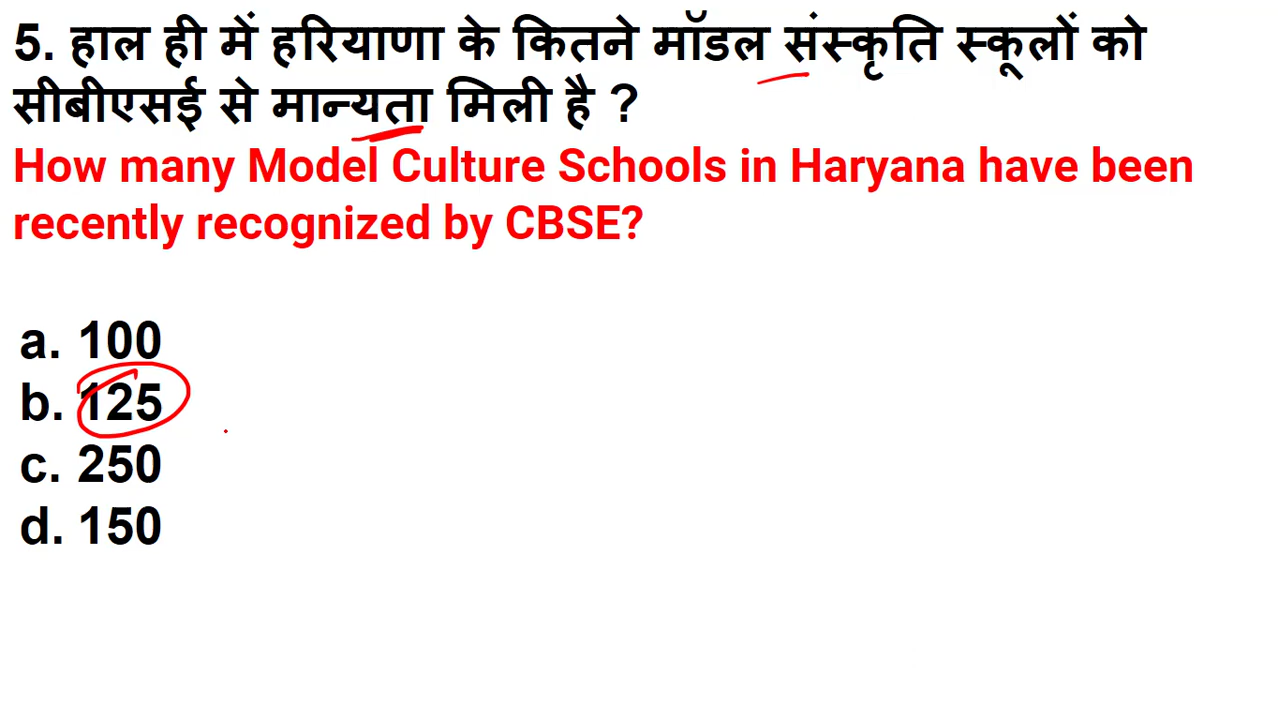 5. हाल ही में हरियाणा के कितने मॉडल संस्कृति स्कूलों को
सीबीएसई से मान्यता मिली है ?
How many Model Culture Schools in Haryana have been
recently recognized by CBSE?
a. 100
b. 125
c. 250
d. 150